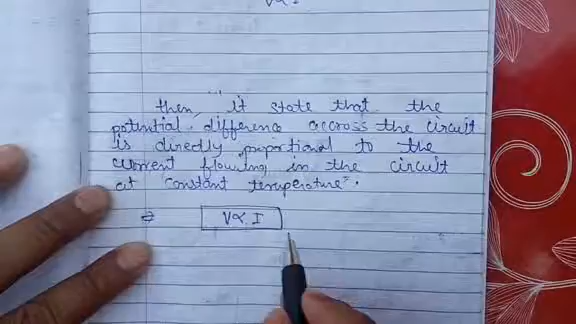 V∝ I
then, it state that the
potential difference accross the circuit
is directly proportional to the
current flowing in the circuit
at constant temperature".
⇒ V∝ I